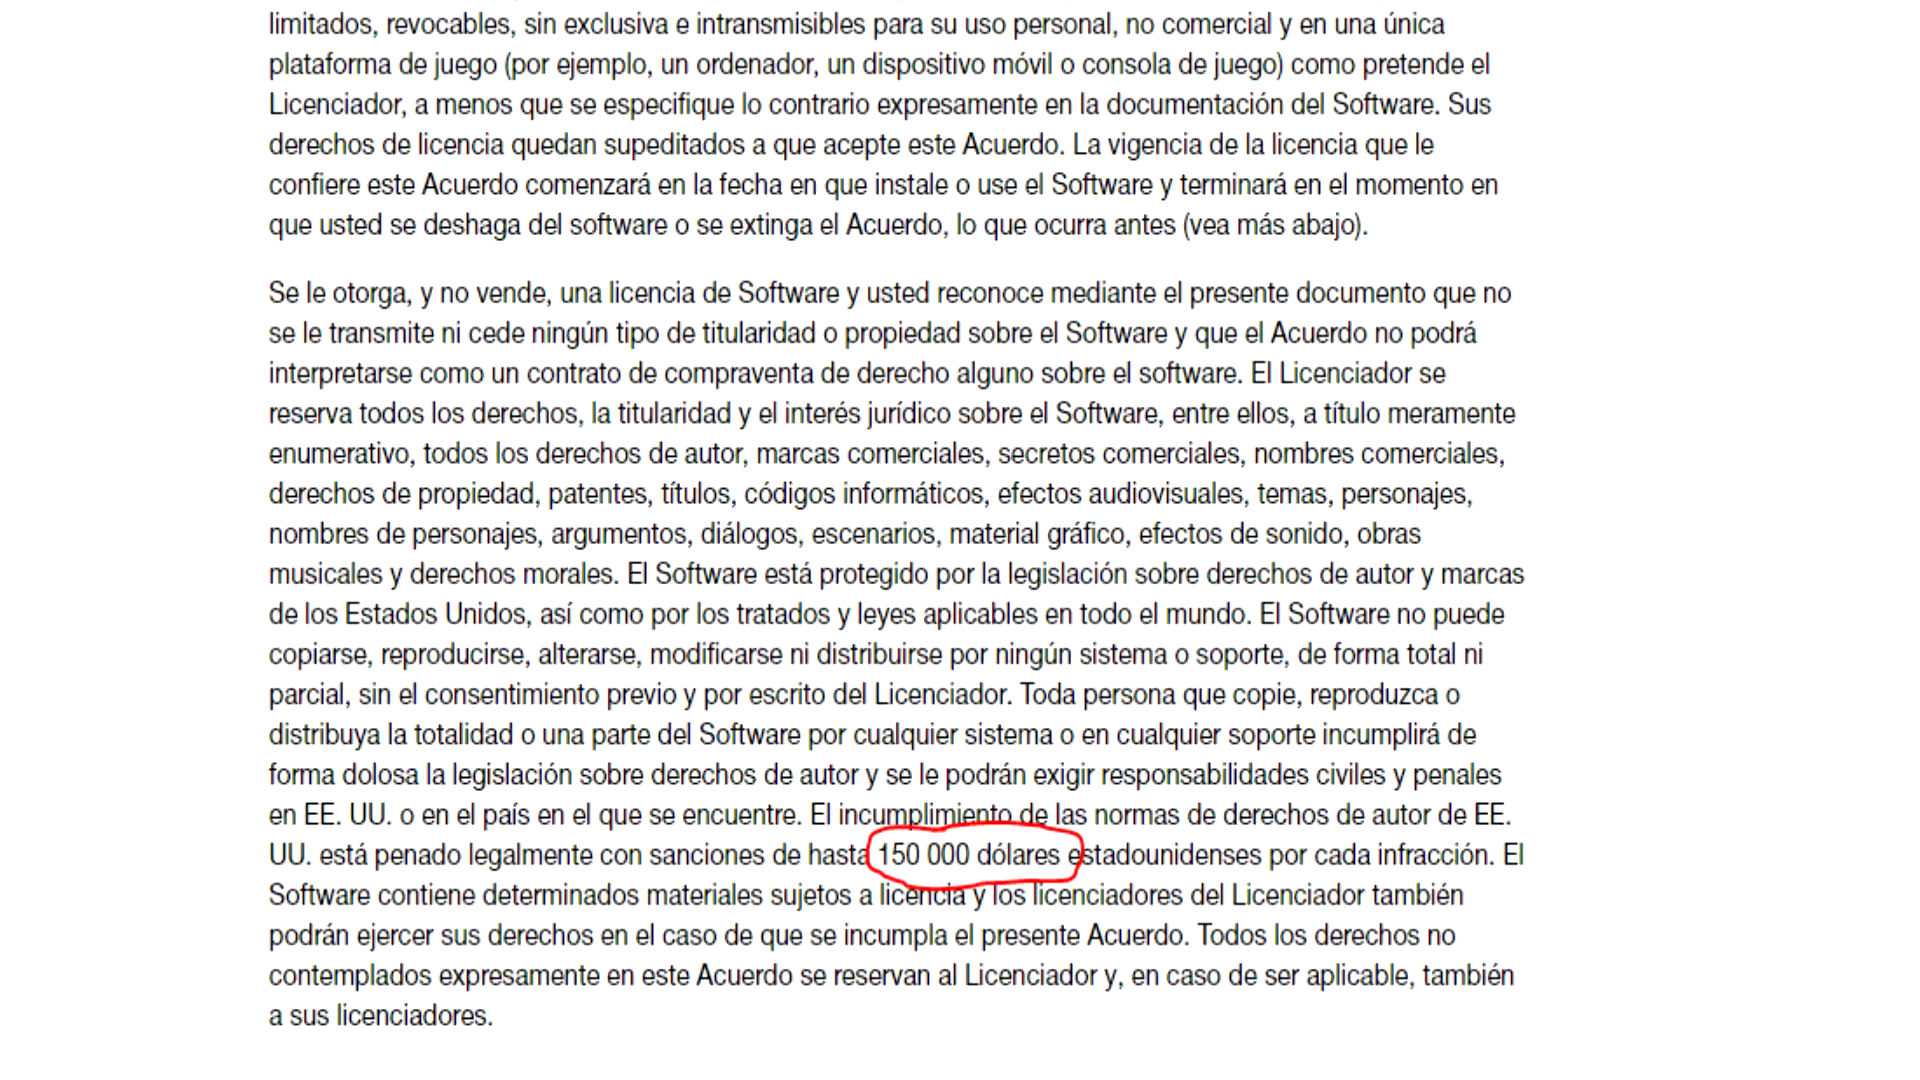 limitados, revocables, sin exclusiva e intransmisibles para su uso personal, no comercial y en una única
plataforma de juego (por ejemplo, un ordenador, un dispositivo móvil o consola de juego) como pretende el
Licenciador, a menos que se especifique lo contrario expresamente en la documentación del Software. Sus
derechos de licencia quedan supeditados a que acepte este Acuerdo. La vigencia de la licencia que le
confiere este Acuerdo comenzará en la fecha en que instale o use el Software y terminará en el momento en
que usted se deshaga del software o se extinga el Acuerdo, lo que ocurra antes (vea más abajo).
Se le otorga, y no vende, una licencia de Software y usted reconoce mediante el presente documento que no
se le transmite ni cede ningún tipo de titularidad o propiedad sobre el Software y que el Acuerdo no podrá
interpretarse como un contrato de compraventa de derecho alguno sobre el software. El Licenciador se
reserva todos los derechos, la titularidad y el interés jurídico sobre el Software, entre ellos, a título meramente
enumerativo, todos los derechos de autor, marcas comerciales, secretos comerciales, nombres comerciales,
derechos de propiedad, patentes, títulos, códigos informáticos, efectos audiovisuales, temas, personajes,
nombres de personajes, argumentos, diálogos, escenarios, material gráfico, efectos de sonido, obras
musicales y derechos morales. El Software está protegido por la legislación sobre derechos de autor y marcas
de los Estados Unidos, así como por los tratados y leyes aplicables en todo el mundo. El Software no puede
copiarse, reproducirse, alterarse, modificarse ni distribuirse por ningún sistema o soporte, de forma total ni
parcial, sin el consentimiento previo y por escrito del Licenciador. Toda persona que copie, reproduzca o
distribuya la totalidad o una parte del Software por cualquier sistema o en cualquier soporte incumplirá de
forma dolosa la legislación sobre derechos de autor y se le podrán exigir responsabilidades civiles y penales
en EE. UU. o en el país en el que se encuentre. El incumplimiento de las normas de derechos de autor de EE.
UU. está penado legalmente con sanciones de hasta 150 000 dólares estadounidenses por cada infracción. El
Software contiene determinados materiales sujetos a licencia y los licenciadores del Licenciador también
podrán ejercer sus derechos en el caso de que se incumpla el presente Acuerdo. Todos los derechos no
contemplados expresamente en este Acuerdo se reservan al Licenciador y, en caso de ser aplicable, también
a sus licenciadores.